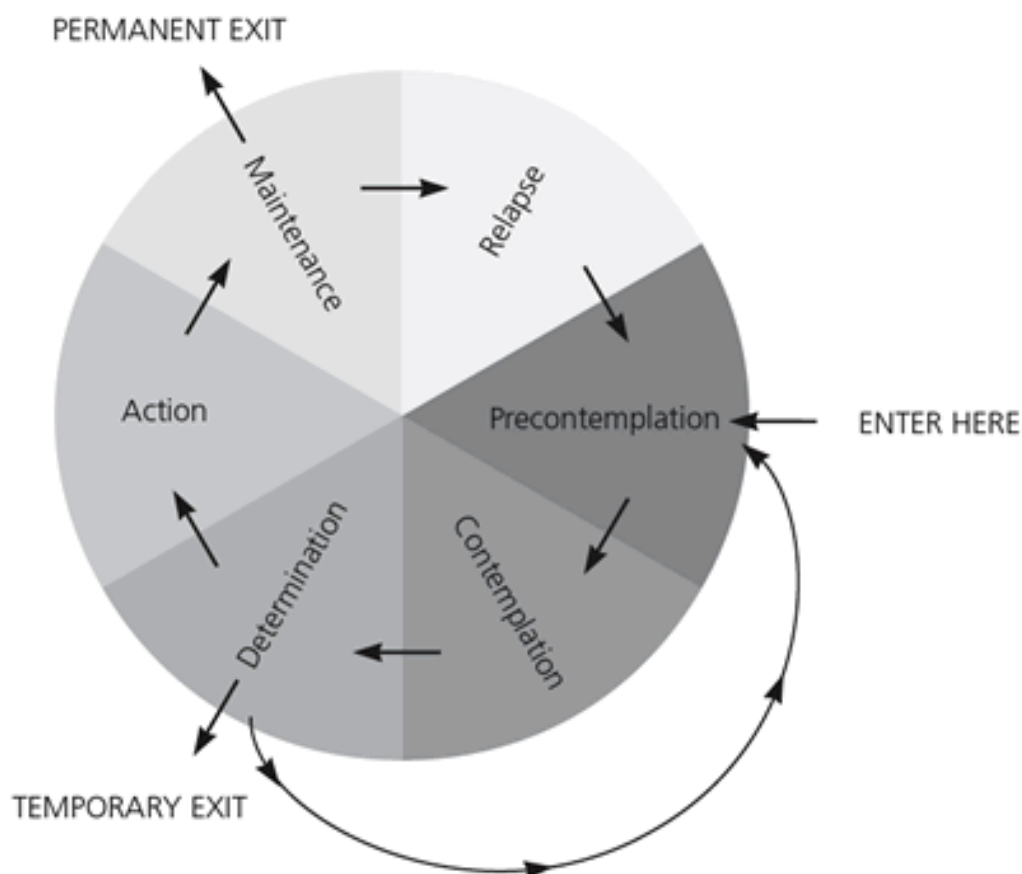 PERMANENT EXIT
Maintenance
Relapse
Action
Precontemplation
ENTER HERE
Determination
Contemplation
TEMPORARY EXIT